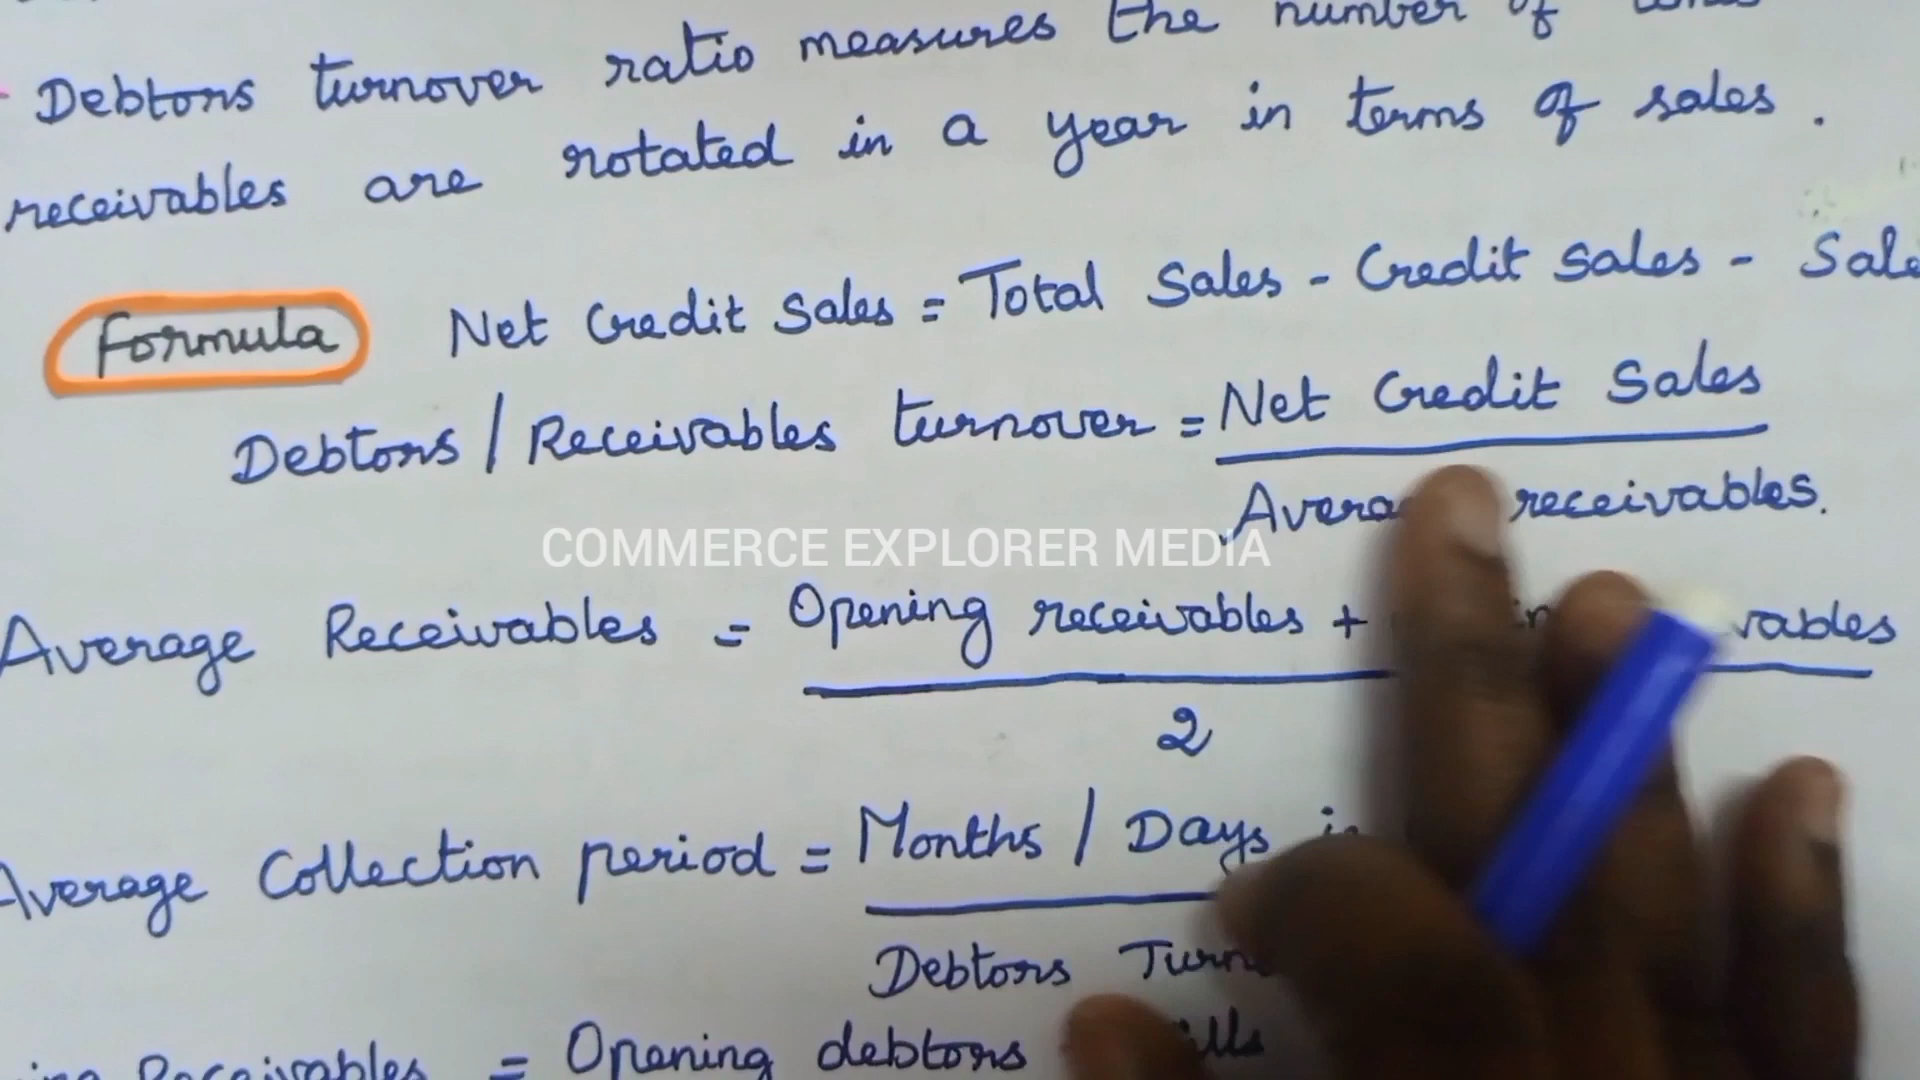 Debtors turnover ratio measures the number of
receivables are rotated in a year in terms of sales.
Formula Net Credit Sales = Total Sales - Credit Sales -
Debtors / Receivables turnover = Net Credit Sales
receivables.
COMMERCE EXPLORER MEDIA
Average Receivables = Opening receivables +
2
Average Collection period = Months / Days
Debtors
Receivables = Opening debtors